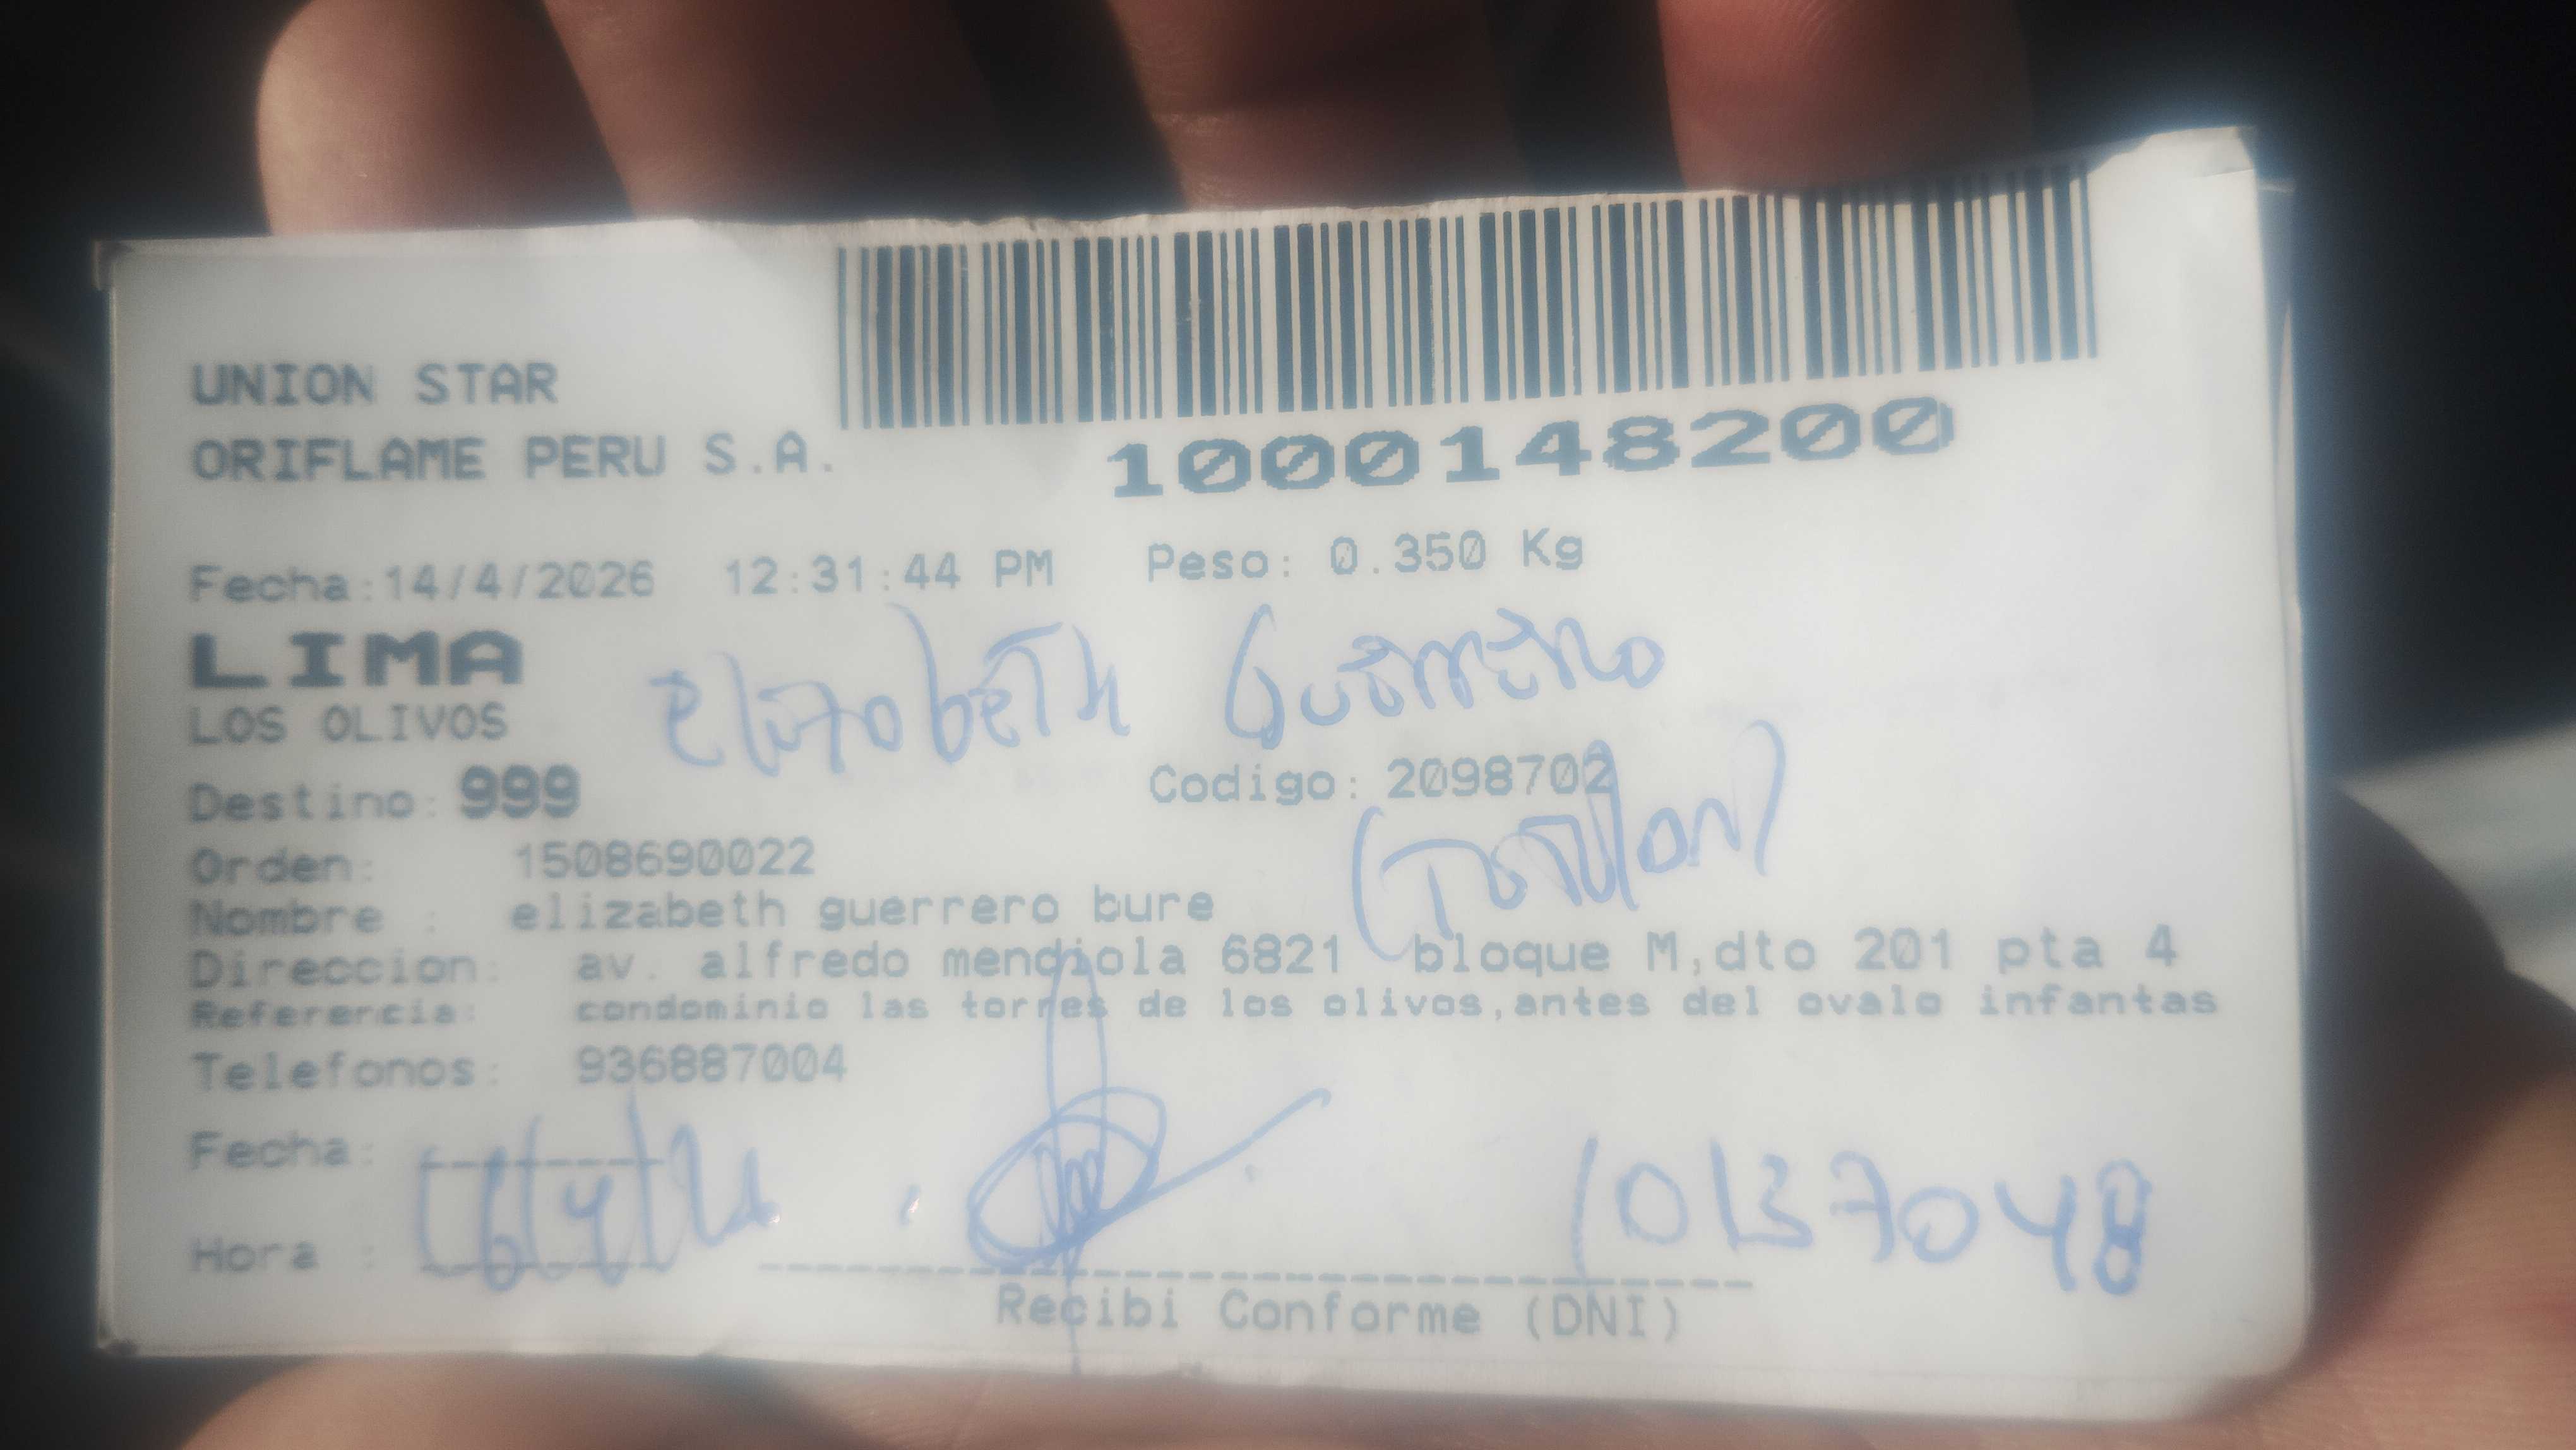 UNION STAR
ORIFLAME PERU S.A.
1000148200
Fecha:14/4/2026 12:31:44 PM Peso: 0.350 Kg
LIMA
Elizabeth Guerrero
LOS OLIVOS
Destino: 999 Codigo: 2098702
(Titular)
Orden: 1508690022
Nombre : elizabeth guerrero bure
Direccion: av. alfredo mendiola 6821 bloque M,dto 201 pta 4
Referencia: condominio las torres de los olivos,antes del ovalo infantas
Telefonos: 936887004
Fecha:
10137048
Hora :
Recibi Conforme (DNI)